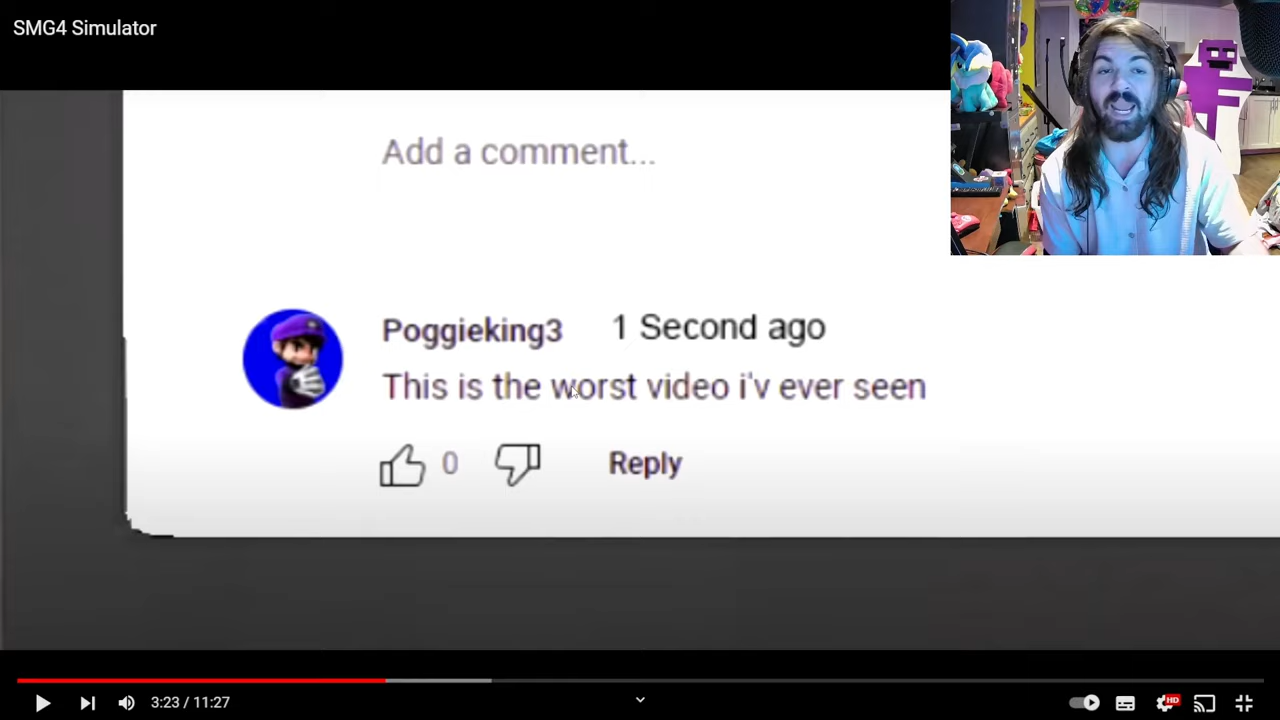 SMG4 Simulator
Add a comment...
Poggieking3 1 Second ago
This is the worst video i'v ever seen
0 Reply
3:23 / 11:27
HD